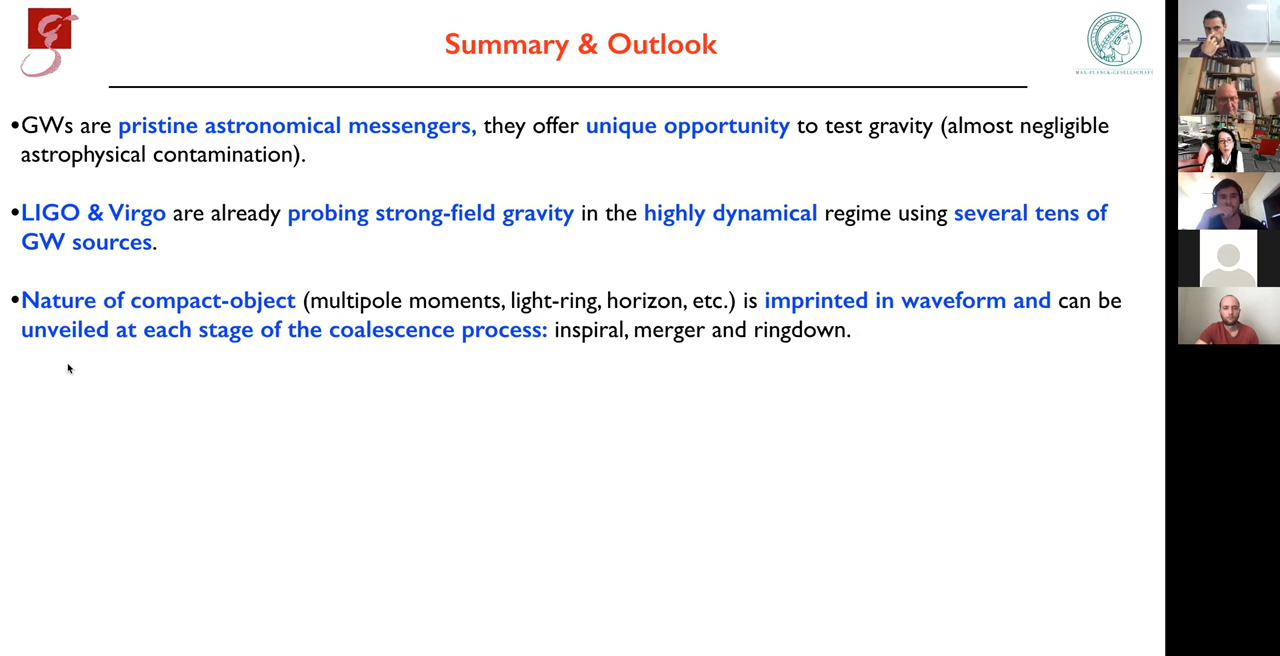 Summary & Outlook
MAX-PLANCK-GESELLSCHAFT
•GWs are pristine astronomical messengers, they offer unique opportunity to test gravity (almost negligible
astrophysical contamination).
•LIGO & Virgo are already probing strong-field gravity in the highly dynamical regime using several tens of
GW sources.
•Nature of compact-object (multipole moments, light-ring, horizon, etc.) is imprinted in waveform and can be
unveiled at each stage of the coalescence process: inspiral, merger and ringdown.